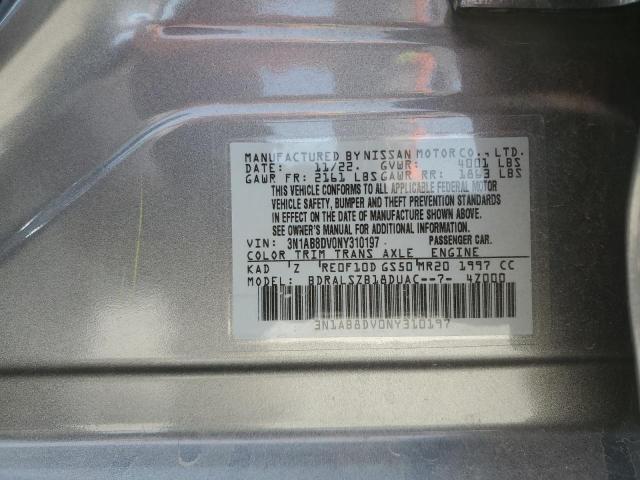 MANUFACTURED BY NISSAN MOTOR CO., LTD.
DATE: 11/22 GVWR: 4001 LBS
GAWR FR: 2161 LBS GAWR RR: 1863 LBS
THIS VEHICLE CONFORMS TO ALL APPLICABLE FEDERAL MOTOR
VEHICLE SAFETY, BUMPER AND THEFT PREVENTION STANDARDS
IN EFFECT ON THE DATE OF MANUFACTURE SHOWN ABOVE.
SEE OWNER'S MANUAL FOR ADDITIONAL INFORMATION.
VIN: 3N1AB8DV0NY310197 PASSENGER CAR.
COLOR TRIM TRANS AXLE ENGINE
KAD Z RE0F10D GS50 MR20 1997 CC
MODEL: BDRALSZB18DUAC--7- 4Z000
3N1AB8DV0NY310197